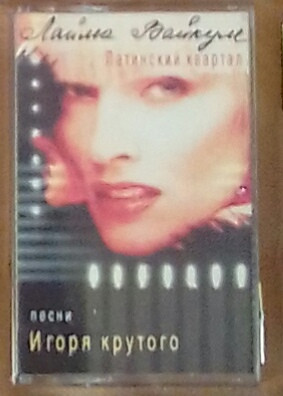 Лайма Вайкуле
Латинский квартал
песни
Игоря крутого